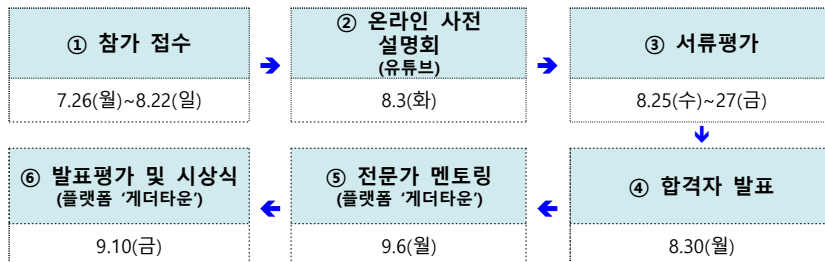 ① 참가 접수
7.26(월)~8.22(일)
② 온라인 사전
설명회
(유튜브)
8.3(화)
③ 서류평가
8.25(수)~27(금)
④ 합격자 발표
8.30(월)
⑤ 전문가 멘토링
(플랫폼 ‘게더타운’)
9.6(월)
⑥ 발표평가 및 시상식
(플랫폼 ‘게더타운’)
9.10(금)